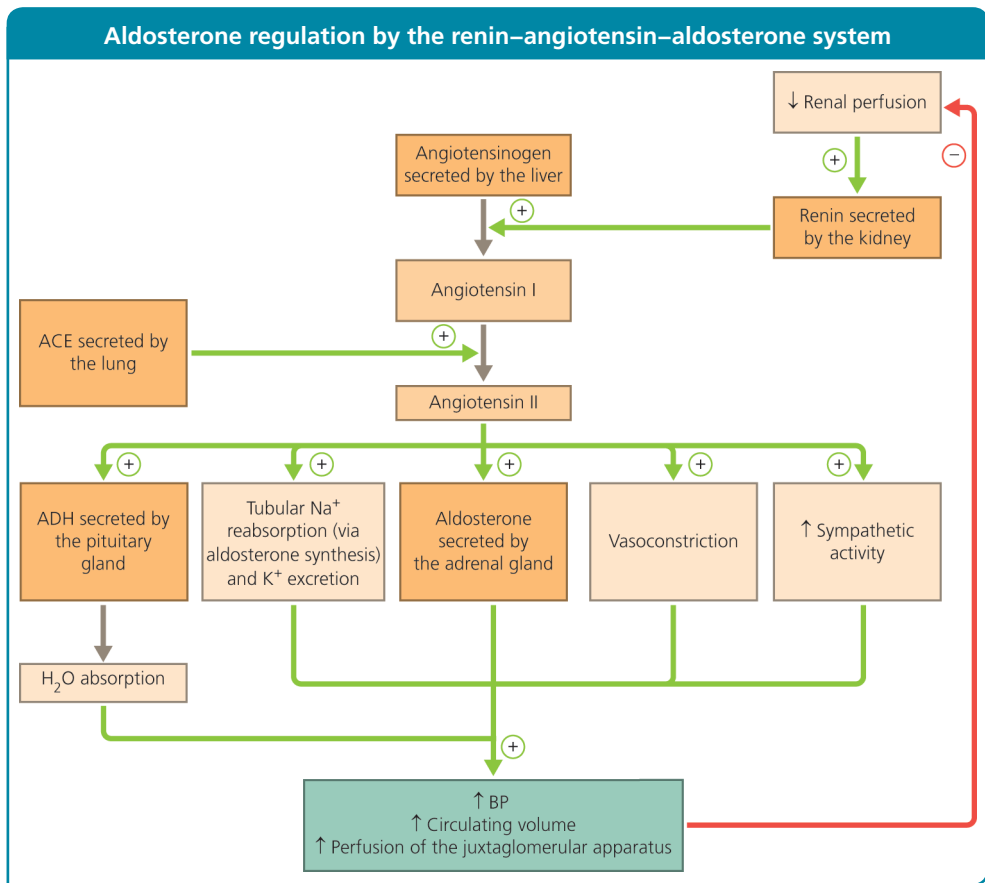 Aldosterone regulation by the renin–angiotensin–aldosterone system
↓ Renal perfusion
+
−
Angiotensinogen
secreted by the liver
+
Renin secreted
by the kidney
Angiotensin I
ACE secreted by
the lung
+
Angiotensin II
+
+
+
+
+
ADH secreted by
the pituitary
gland
Tubular Na⁺
reabsorption (via
aldosterone synthesis)
and K⁺ excretion
Aldosterone
secreted by
the adrenal gland
Vasoconstriction
↑ Sympathetic
activity
H₂O absorption
+
↑ BP
↑ Circulating volume
↑ Perfusion of the juxtaglomerular apparatus